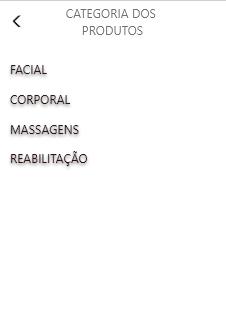 CATEGORIA DOS
PRODUTOS
FACIAL
CORPORAL
MASSAGENS
REABILITAÇÃO